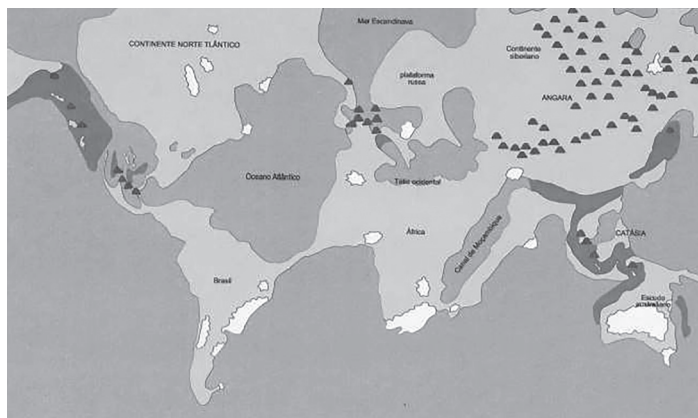 Mar Escandinavo
CONTINENTE NORTE TLÂNTICO
Continente
siberiano
plataforma
russa
ANGARA
Oceano Atlântico
Tétis ocidental
África
Canal de Moçambique
CATÁSIA
Brasil
Escudo
australiano